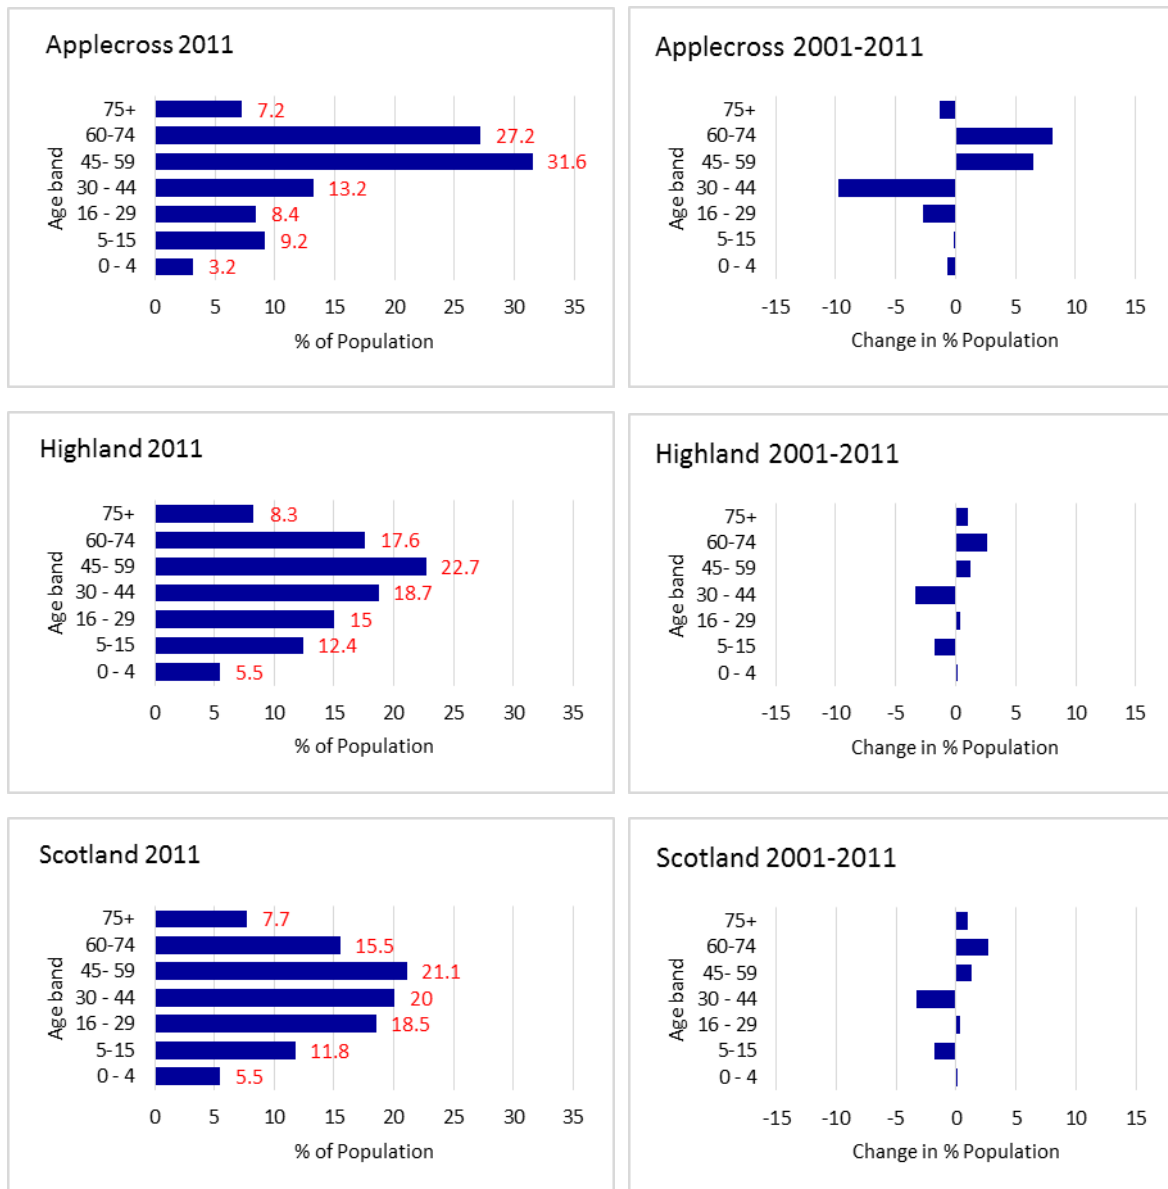 Applecross 2011
Age band
75+ 7.2
60-74 27.2
45- 59 31.6
30 - 44 13.2
16 - 29 8.4
5-15 9.2
0 - 4 3.2
0 5 10 15 20 25 30 35
% of Population
Applecross 2001-2011
Age band
75+
60-74
45- 59
30 - 44
16 - 29
5-15
0 - 4
-15 -10 -5 0 5 10 15
Change in % Population
Highland 2011
Age band
75+ 8.3
60-74 17.6
45- 59 22.7
30 - 44 18.7
16 - 29 15
5-15 12.4
0 - 4 5.5
0 5 10 15 20 25 30 35
% of Population
Highland 2001-2011
Age band
75+
60-74
45- 59
30 - 44
16 - 29
5-15
0 - 4
-15 -10 -5 0 5 10 15
Change in % Population
Scotland 2011
Age band
75+ 7.7
60-74 15.5
45- 59 21.1
30 - 44 20
16 - 29 18.5
5-15 11.8
0 - 4 5.5
0 5 10 15 20 25 30 35
% of Population
Scotland 2001-2011
Age band
75+
60-74
45- 59
30 - 44
16 - 29
5-15
0 - 4
-15 -10 -5 0 5 10 15
Change in % Population